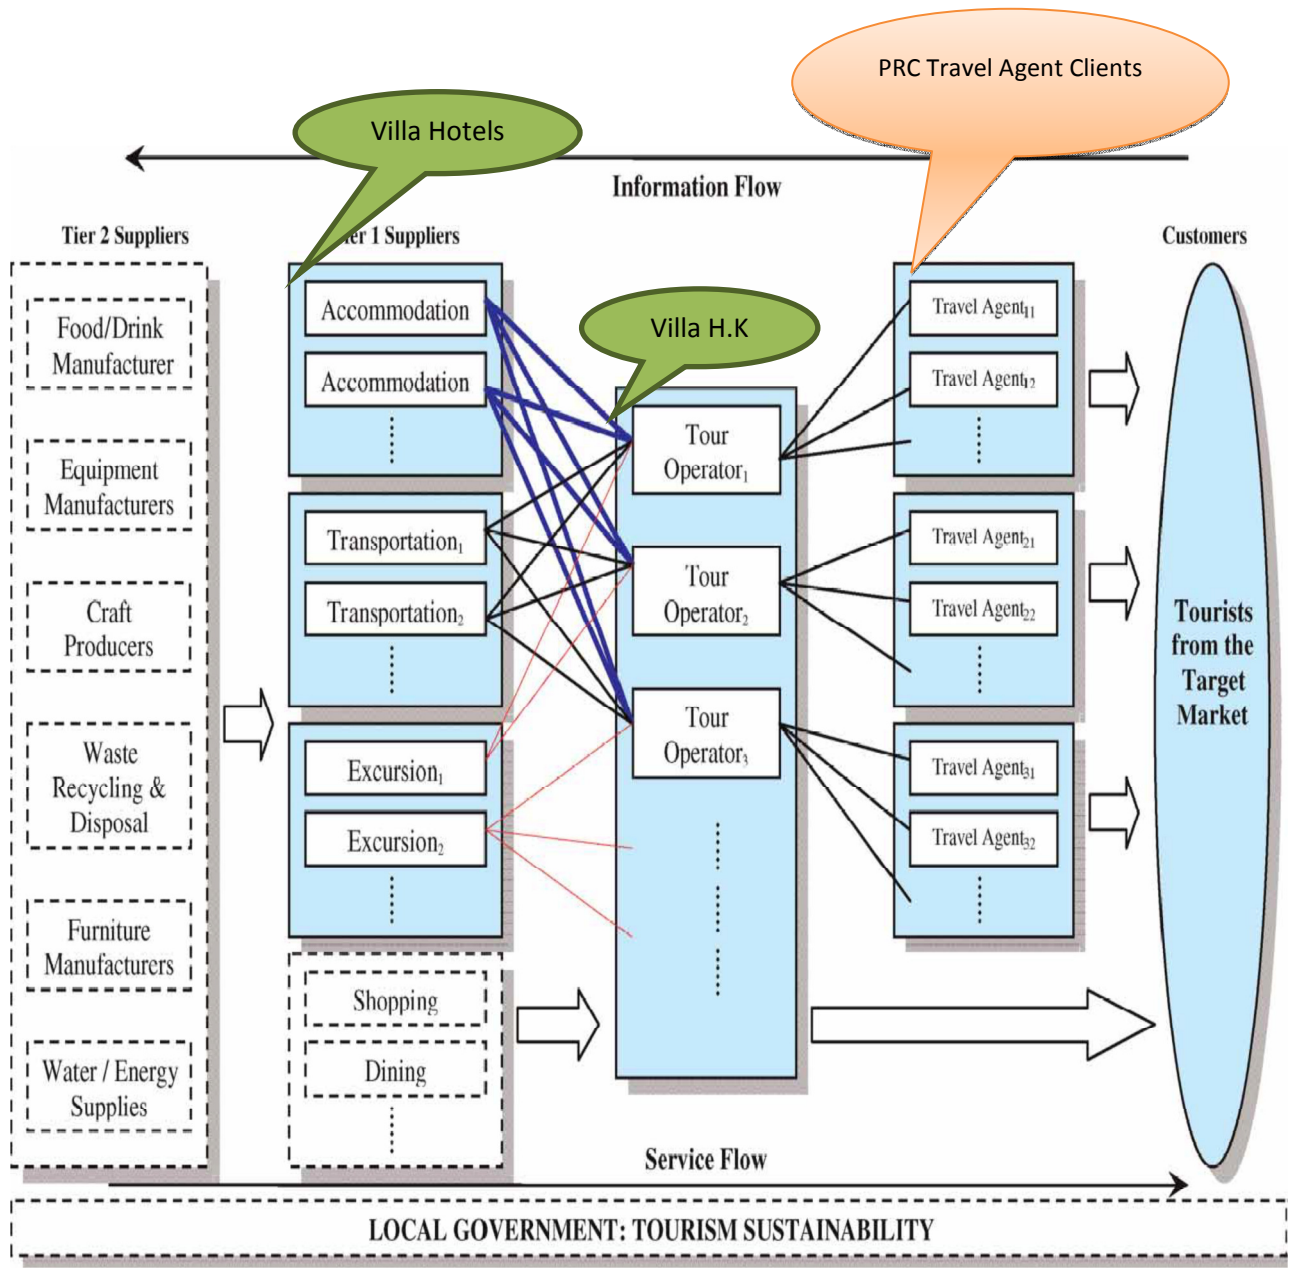 PRC Travel Agent Clients
Villa Hotels
Information Flow
Tier 2 Suppliers
ier 1 Suppliers
Customers
Food/Drink
Manufacturer
Equipment
Manufacturers
Craft
Producers
Waste
Recycling &
Disposal
Furniture
Manufacturers
Water / Energy
Supplies
Accommodation
Accommodation
Transportation₁
Transportation₂
Excursion₁
Excursion₂
Shopping
Dining
Villa H.K
Tour
Operator₁
Tour
Operator₂
Tour
Operator₃
Travel Agent₁₁
Travel Agent₁₂
Travel Agent₂₁
Travel Agent₂₂
Travel Agent₃₁
Travel Agent₃₂
Tourists
from the
Target
Market
Service Flow
LOCAL GOVERNMENT: TOURISM SUSTAINABILITY